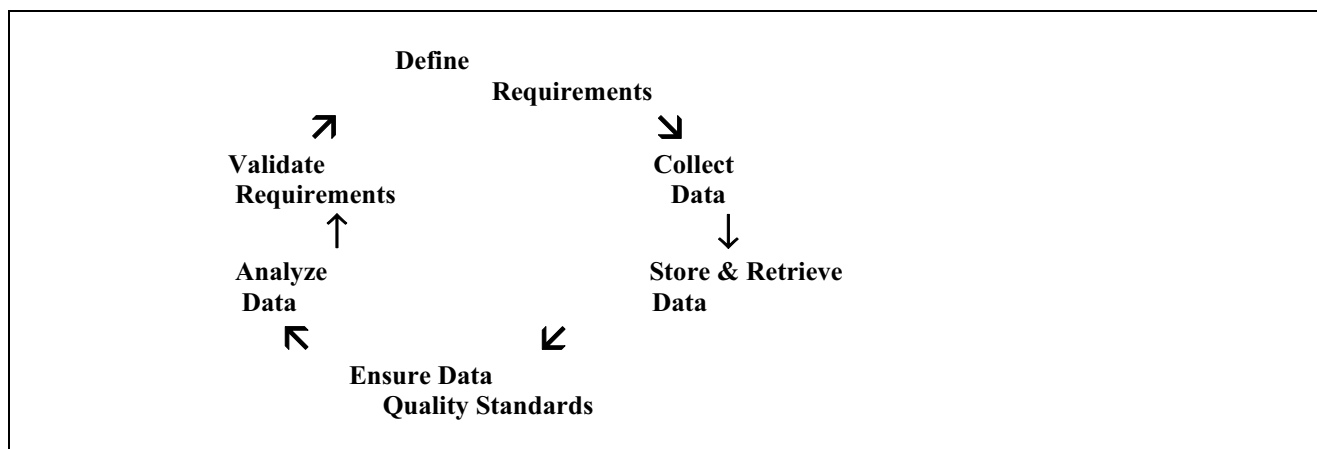 Define
Requirements
Validate
Requirements
Collect
Data
Analyze
Data
Store & Retrieve
Data
Ensure Data
Quality Standards